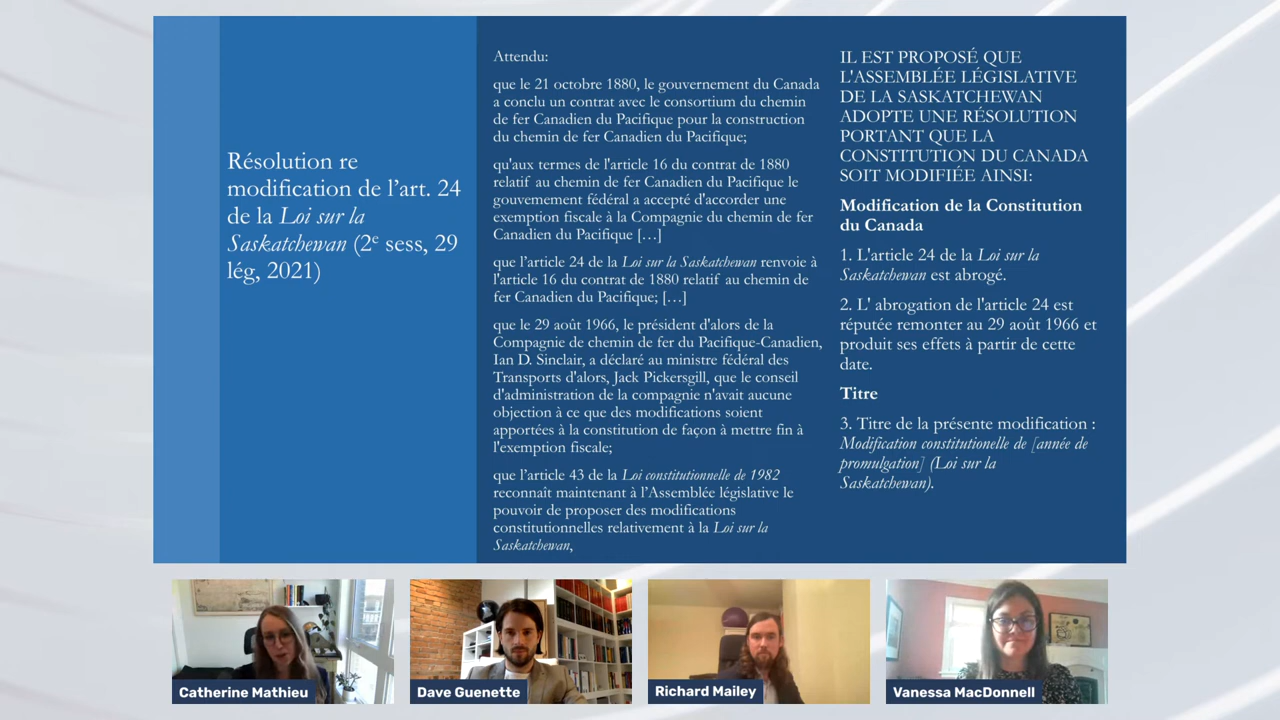 Résolution re
modification de l’art. 24
de la Loi sur la
Saskatchewan (2e sess, 29
lég, 2021)
Attendu:
que le 21 octobre 1880, le gouvernement du Canada
a conclu un contrat avec le consortium du chemin
de fer Canadien du Pacifique pour la construction
du chemin de fer Canadien du Pacifique;
qu'aux termes de l'article 16 du contrat de 1880
relatif au chemin de fer Canadien du Pacifique le
gouvemement fédéral a accepté d'accorder une
exemption fiscale à la Compagnie du chemin de fer
Canadien du Pacifique […]
que l’article 24 de la Loi sur la Saskatchewan renvoie à
l'article 16 du contrat de 1880 relatif au chemin de
fer Canadien du Pacifique; […]
que le 29 août 1966, le président d'alors de la
Compagnie de chemin de fer du Pacifique-Canadien,
Ian D. Sinclair, a déclaré au ministre fédéral des
Transports d'alors, Jack Pickersgill, que le conseil
d'administration de la compagnie n'avait aucune
objection à ce que des modifications soient
apportées à la constitution de façon à mettre fin à
l'exemption fiscale;
que l’article 43 de la Loi constitutionnelle de 1982
reconnaît maintenant à l’Assemblée législative le
pouvoir de proposer des modifications
constitutionnelles relativement à la Loi sur la
Saskatchewan,
IL EST PROPOSÉ QUE
L'ASSEMBLÉE LÉGISLATIVE
DE LA SASKATCHEWAN
ADOPTE UNE RÉSOLUTION
PORTANT QUE LA
CONSTITUTION DU CANADA
SOIT MODIFIÉE AINSI:
Modification de la Constitution
du Canada
1. L'article 24 de la Loi sur la
Saskatchewan est abrogé.
2. L' abrogation de l'article 24 est
réputée remonter au 29 août 1966 et
produit ses effets à partir de cette
date.
Titre
3. Titre de la présente modification :
Modification constitutionelle de [année de
promulgation] (Loi sur la
Saskatchewan).
Catherine Mathieu
Dave Guenette
Richard Mailey
Vanessa MacDonnell